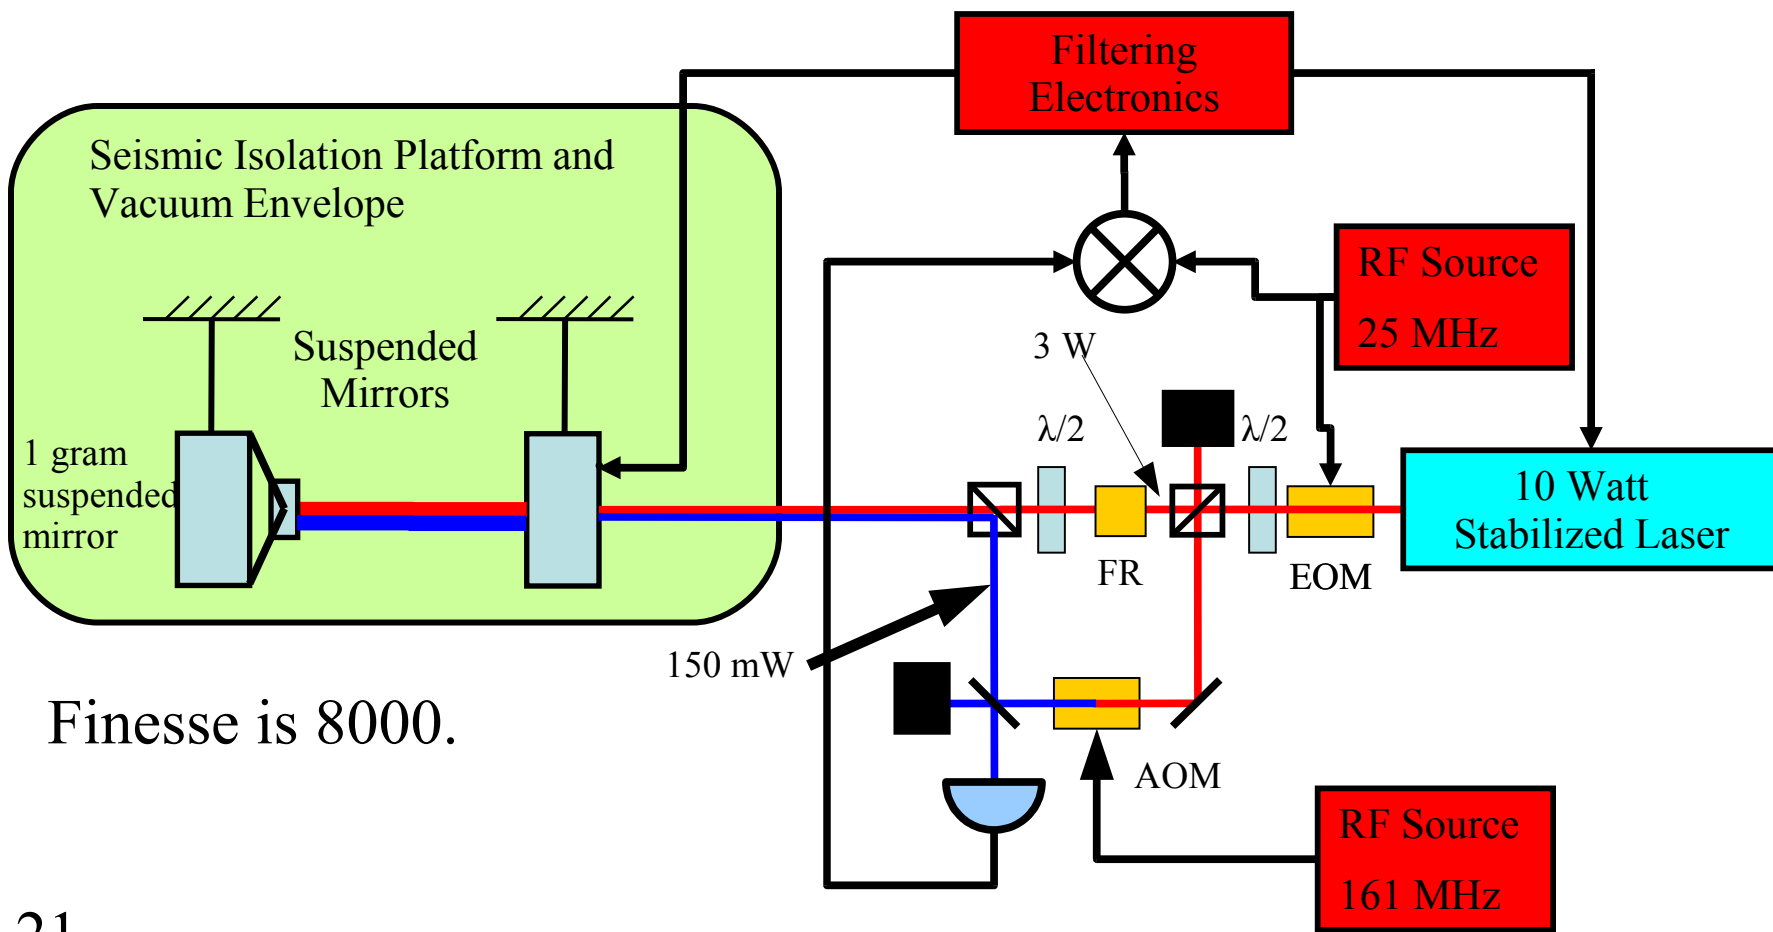 Filtering
Electronics
Seismic Isolation Platform and
Vacuum Envelope
RF Source
25 MHz
Suspended
Mirrors
3 W
λ/2
λ/2
1 gram
suspended
mirror
10 Watt
Stabilized Laser
FR
EOM
150 mW
Finesse is 8000.
AOM
RF Source
161 MHz
21